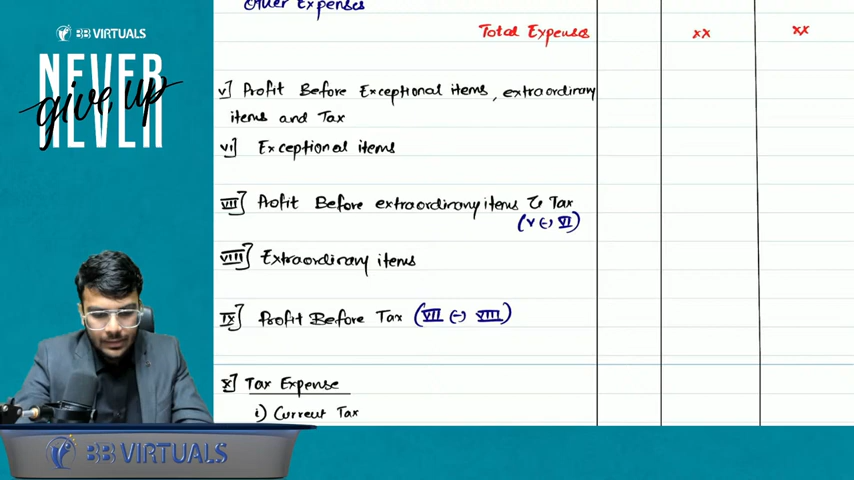 Other Expenses
Total Expenses xx xx
BB VIRTUALS
NEVER
give up
NEVER
V] Profit Before Exceptional items, extraordinary
items and Tax
VI] Exceptional items
VII] Profit Before extraordinary items & Tax
(V (-) VI)
VIII] Extraordinary items
IX] Profit Before Tax (VII (-) VIII)
X] Tax Expense
i) Current Tax
BB VIRTUALS